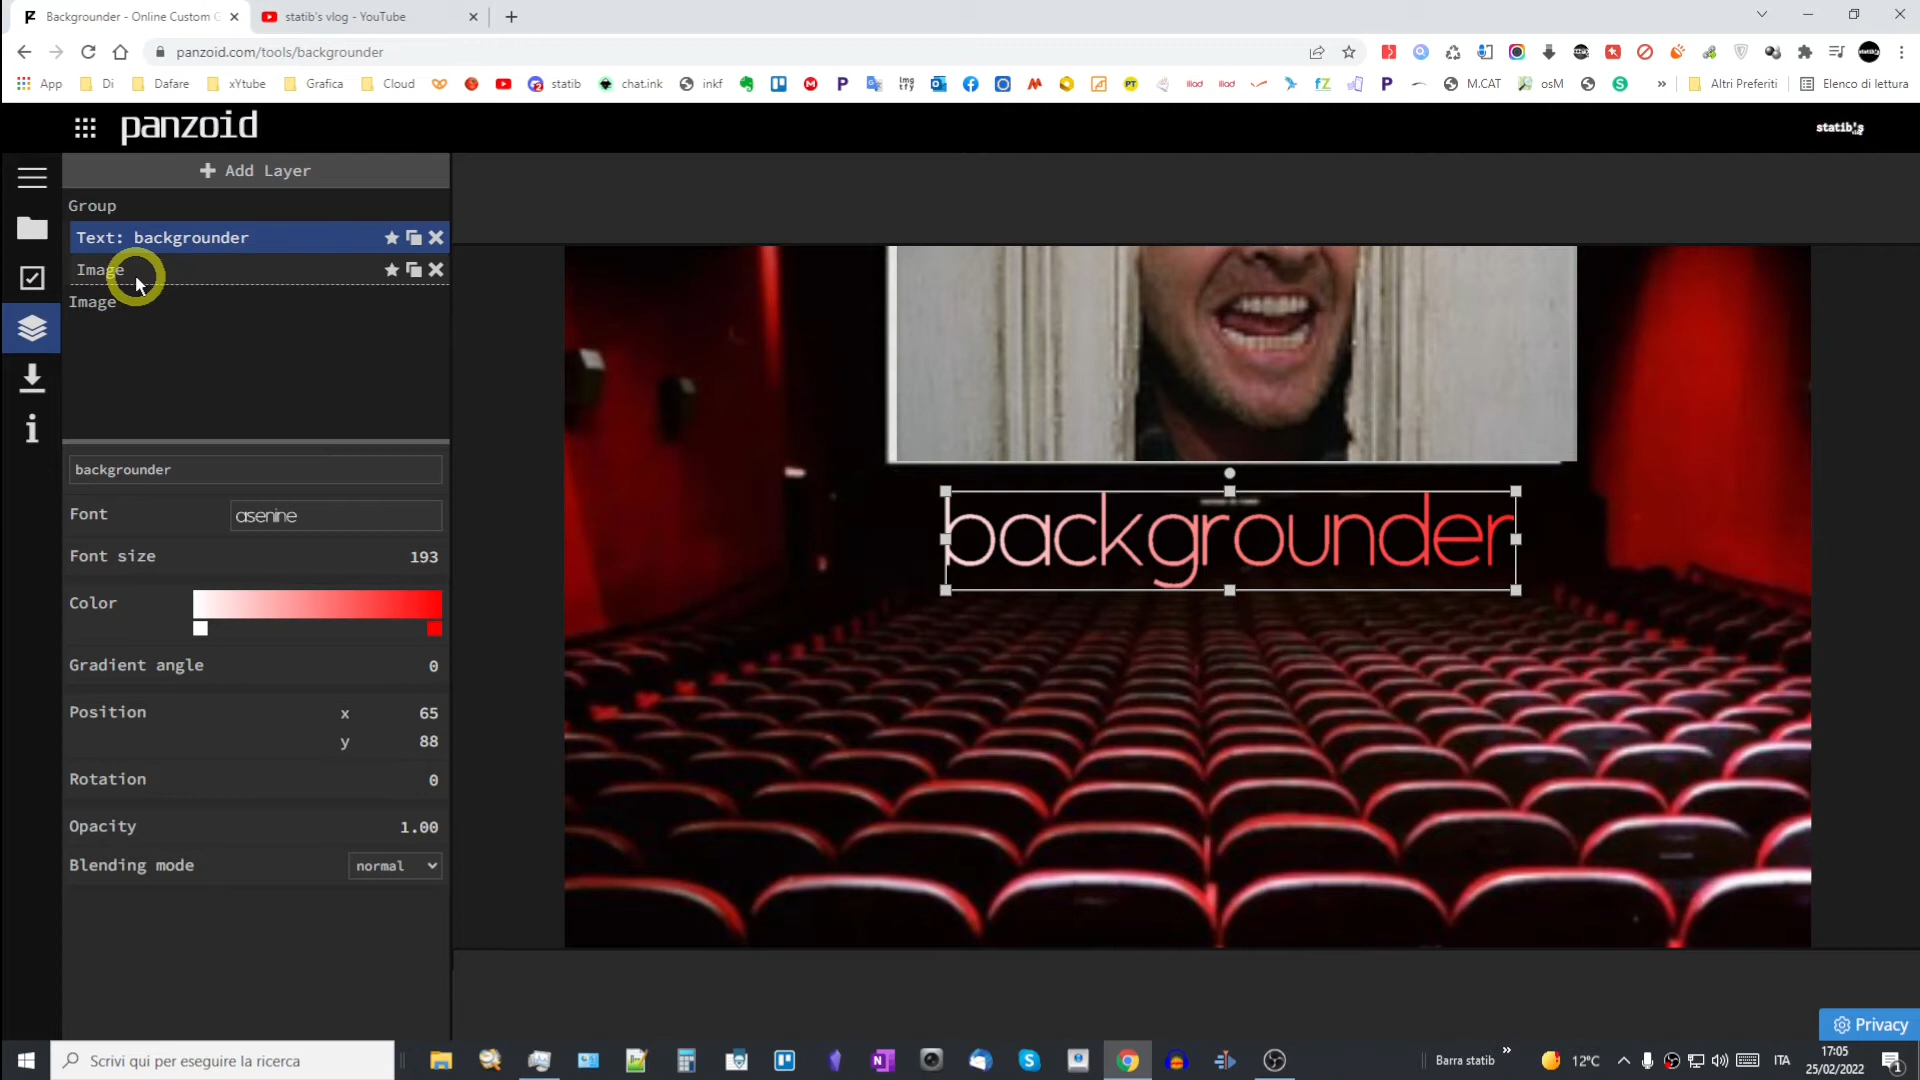 Backgrounder - Online Custom G
statib's vlog - YouTube
panzoid.com/tools/backgrounder
App
Di
Dafare
xYtube
Grafica
Cloud
statib
chat.ink
inkf
M.CAT
osM
»
Altri Preferiti
Elenco di lettura
panzoid
statib's
+ Add Layer
Group
Text: backgrounder
Image
Image
backgrounder
Font
asenine
Font size
193
Color
Gradient angle
0
Position
x
65
y
88
Rotation
0
Opacity
1.00
Blending mode
normal
backgrounder
Privacy
Scrivi qui per eseguire la ricerca
Barra statib
»
12°C
ITA
17:05
25/02/2022
1